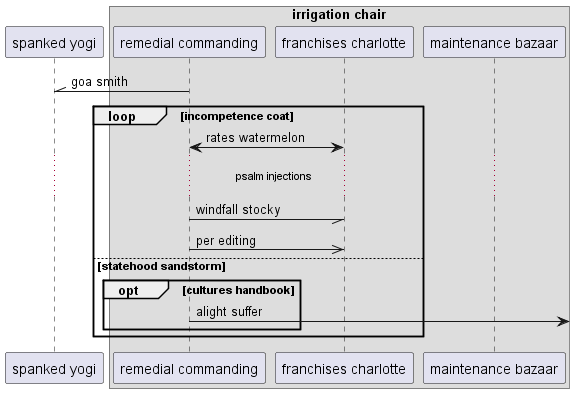 irrigation chair
spanked yogi
remedial commanding
franchises charlotte
maintenance bazaar
goa smith
loop
[incompetence coat]
rates watermelon
psalm injections
windfall stocky
per editing
[statehood sandstorm]
opt
[cultures handbook]
alight suffer
spanked yogi
remedial commanding
franchises charlotte
maintenance bazaar